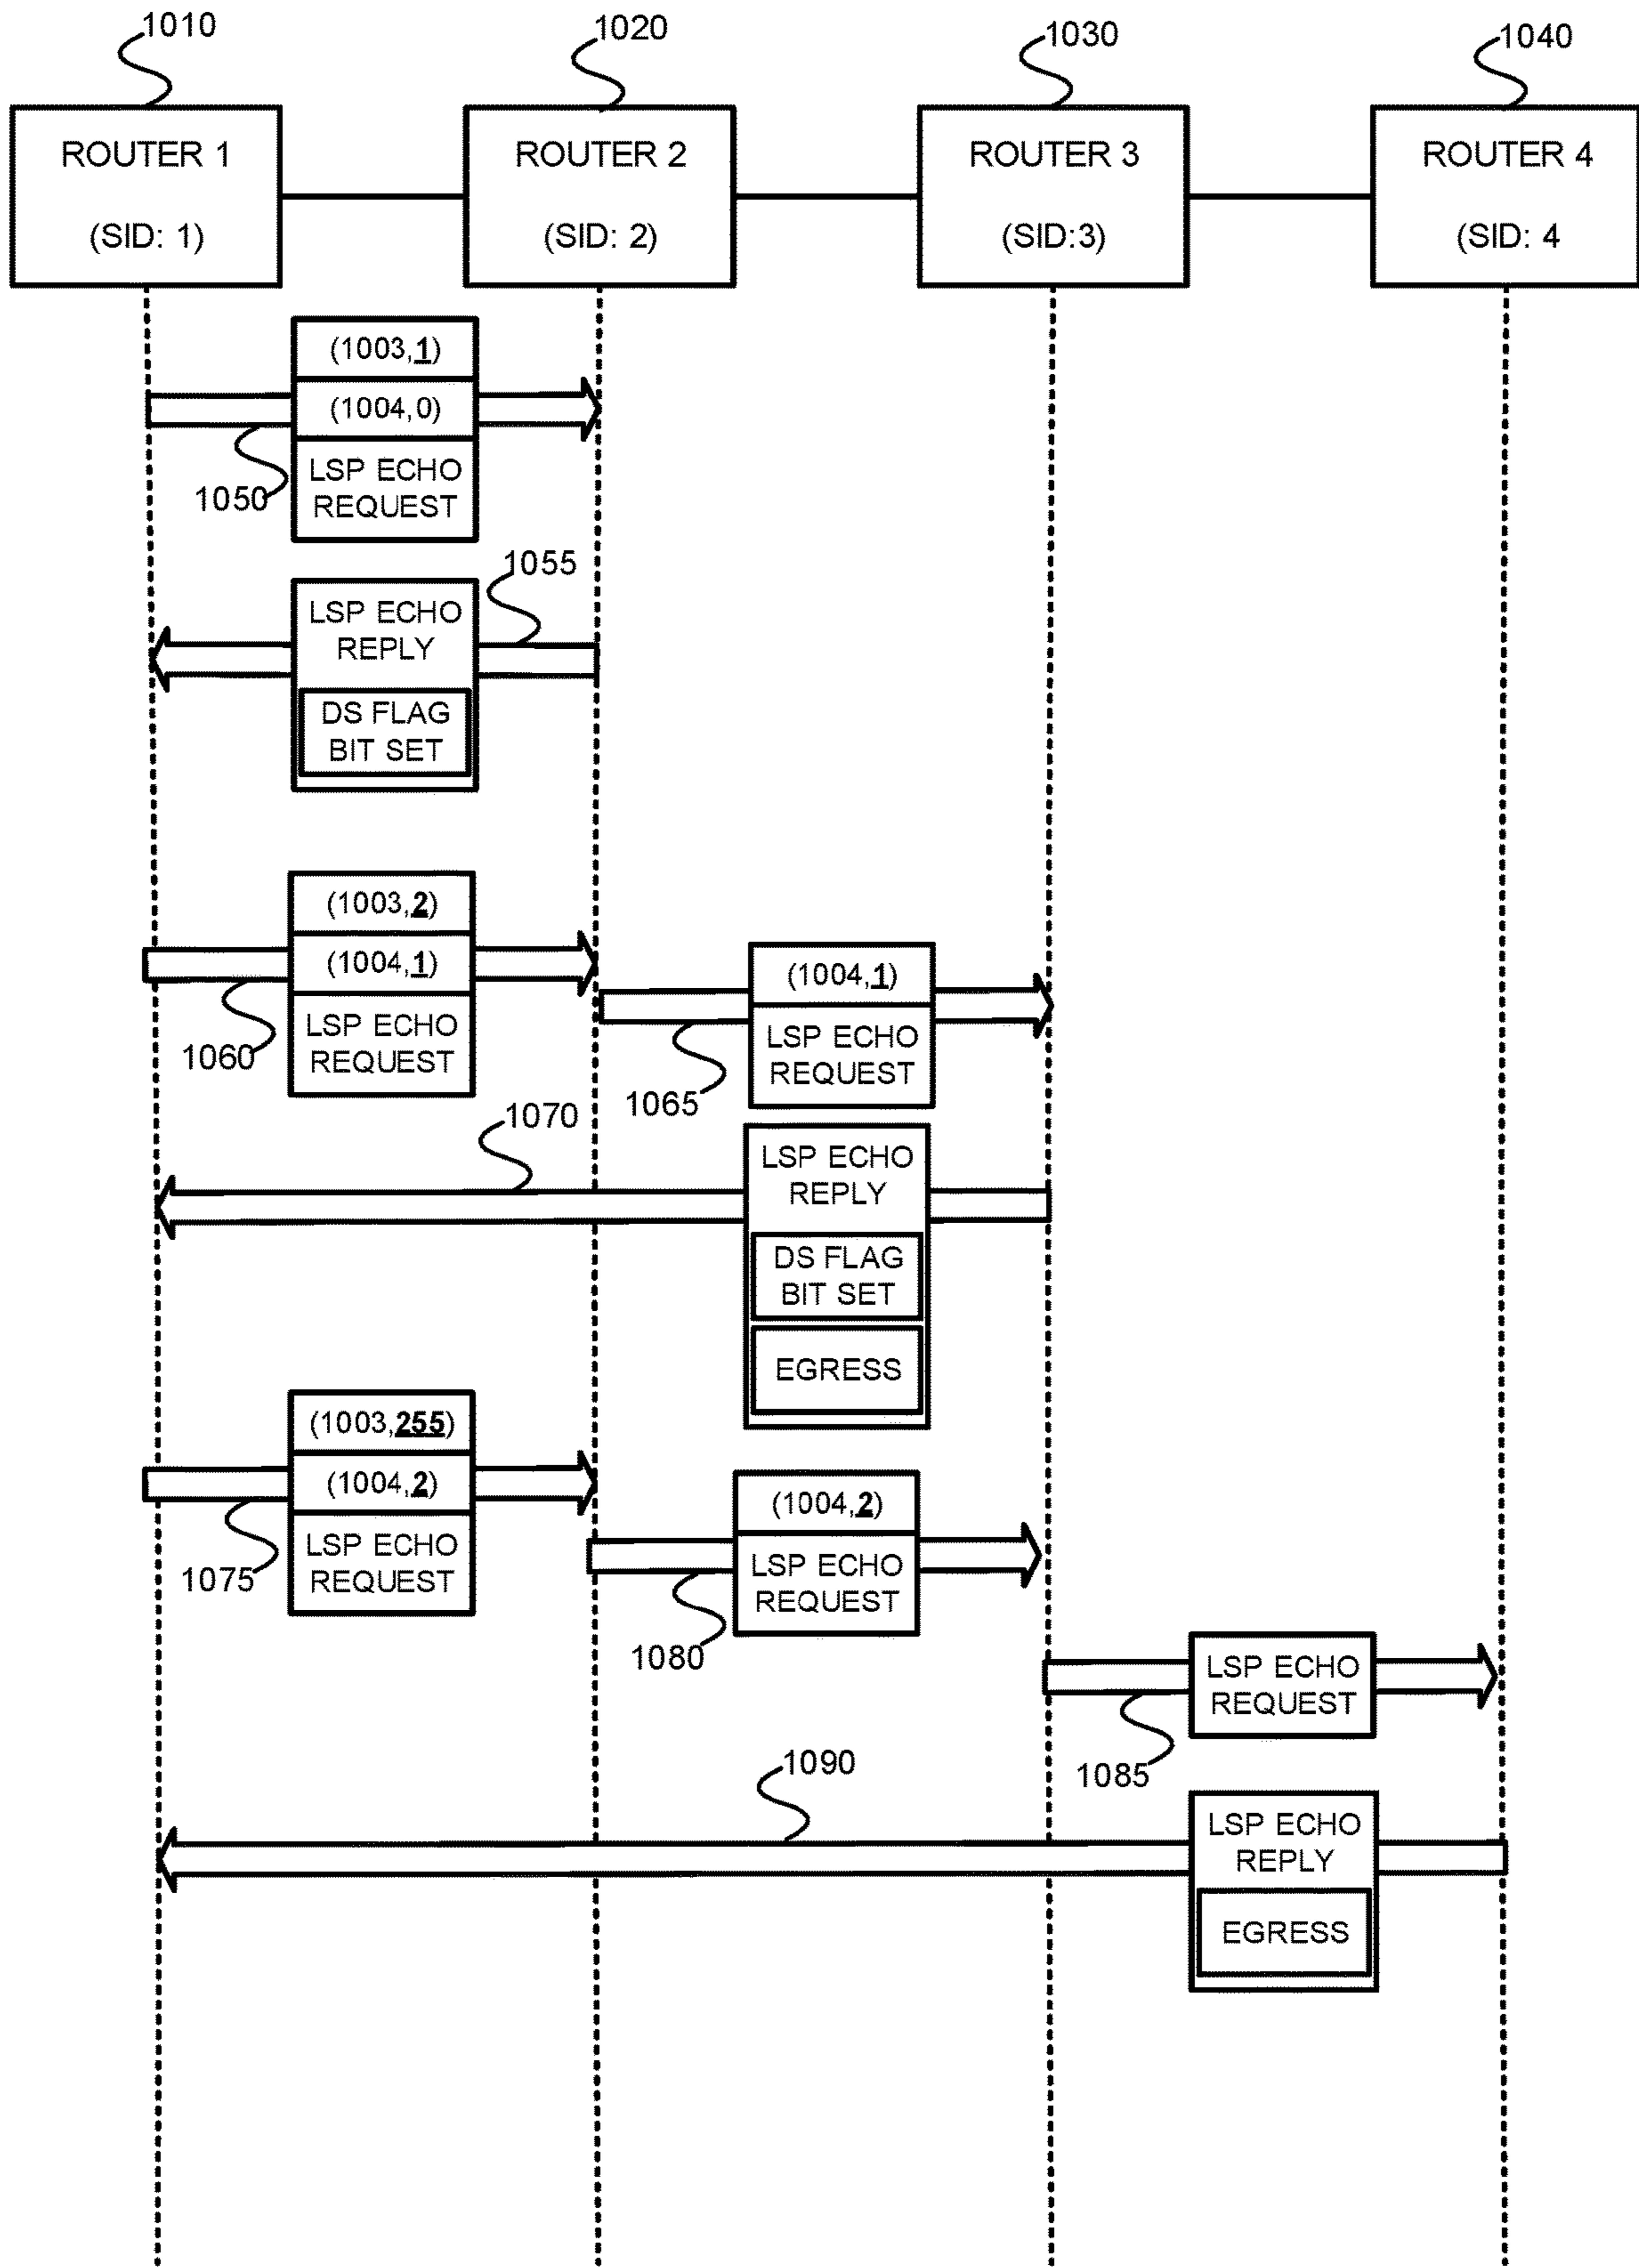 1010
1020
1030
1040
ROUTER 1
(SID: 1)
ROUTER 2
(SID: 2)
ROUTER 3
(SID:3)
ROUTER 4
(SID: 4
(1003,1)
(1004,0)
LSP ECHO
REQUEST
1050
1055
LSP ECHO
REPLY
DS FLAG
BIT SET
(1003,2)
(1004,1)
LSP ECHO
REQUEST
1060
(1004,1)
LSP ECHO
REQUEST
1065
1070
LSP ECHO
REPLY
DS FLAG
BIT SET
EGRESS
(1003,255)
(1004,2)
LSP ECHO
REQUEST
1075
(1004,2)
LSP ECHO
REQUEST
1080
LSP ECHO
REQUEST
1085
1090
LSP ECHO
REPLY
EGRESS